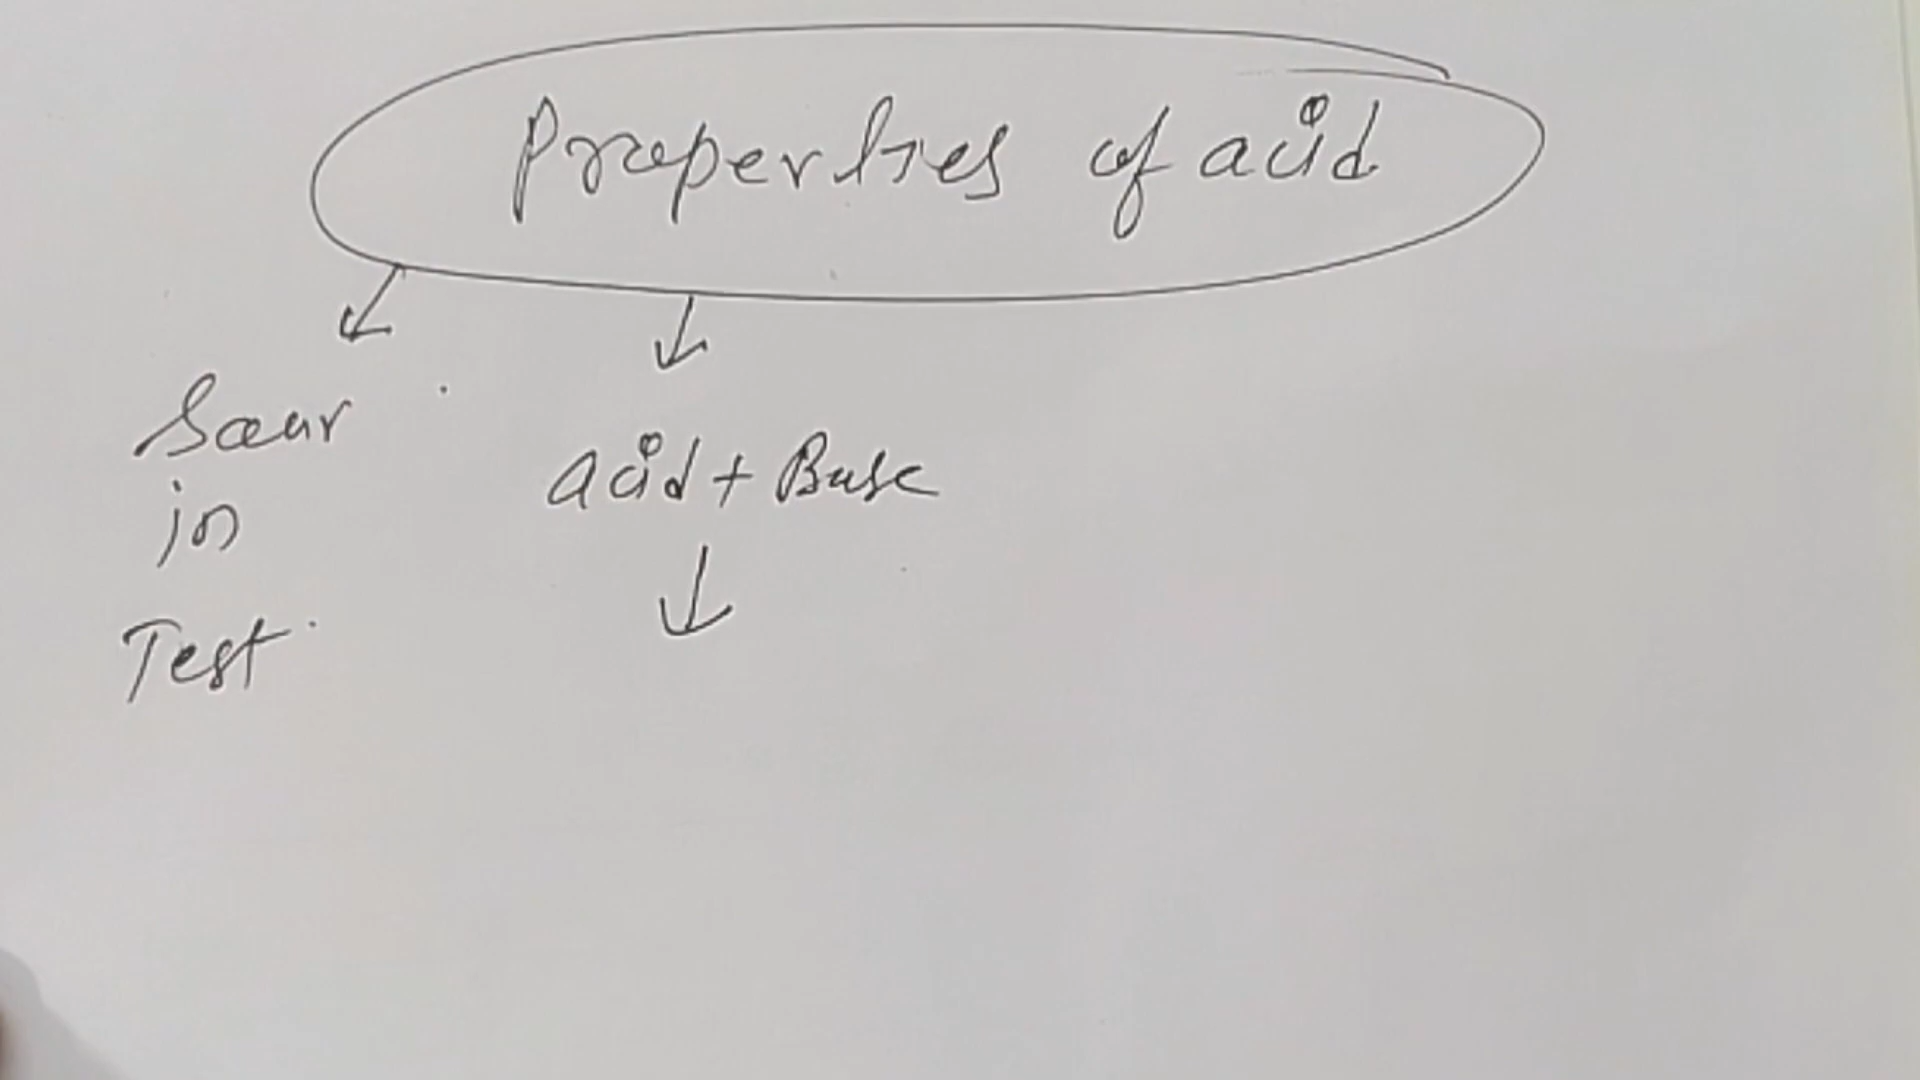 Properties of acid
Sour
in
Test
acid + Base